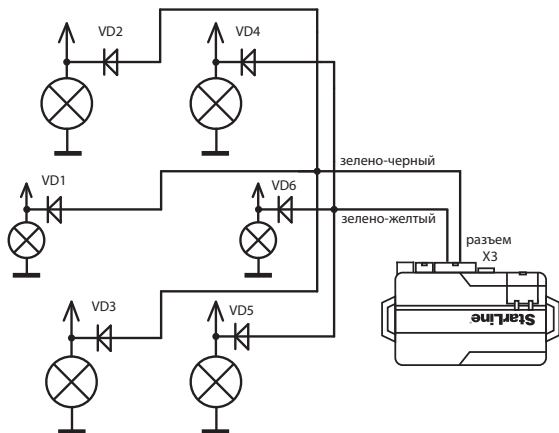 VD2
VD4
зелено-черный
VD1
VD6
зелено-желтый
разъем
X3
VD3
VD5
StarLine®